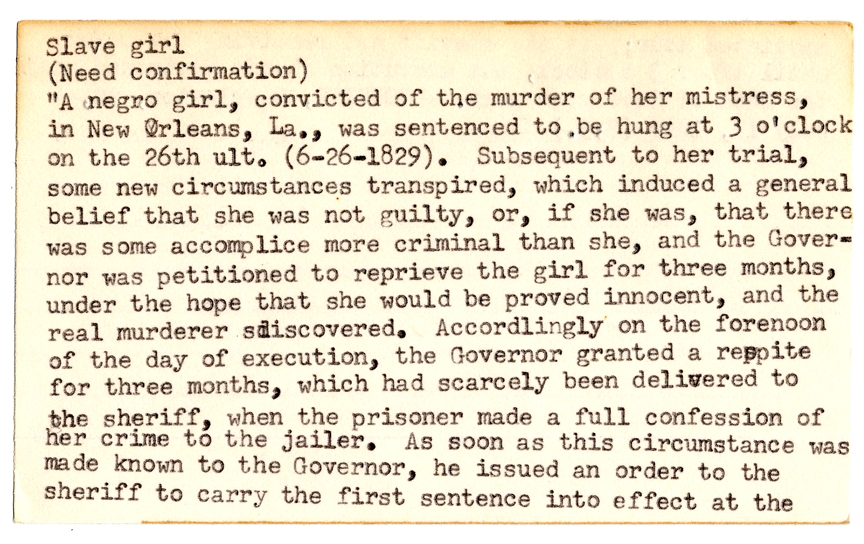 Slave girl
(Need confirmation)
"A negro girl, convicted of the murder of her mistress,
in New Orleans, La., was sentenced to be hung at 3 o'clock
on the 26th ult. (6-26-1829). Subsequent to her trial,
some new circumstances transpired, which induced a general
belief that she was not guilty, or, if she was, that there
was some accomplice more criminal than she, and the Gover-
nor was petitioned to reprieve the girl for three months,
under the hope that she would be proved innocent, and the
real murderer sdiscovered. Accordlingly on the forenoon
of the day of execution, the Governor granted a respite
for three months, which had scarcely been delivered to
the sheriff, when the prisoner made a full confession of
her crime to the jailer. As soon as this circumstance was
made known to the Governor, he issued an order to the
sheriff to carry the first sentence into effect at the